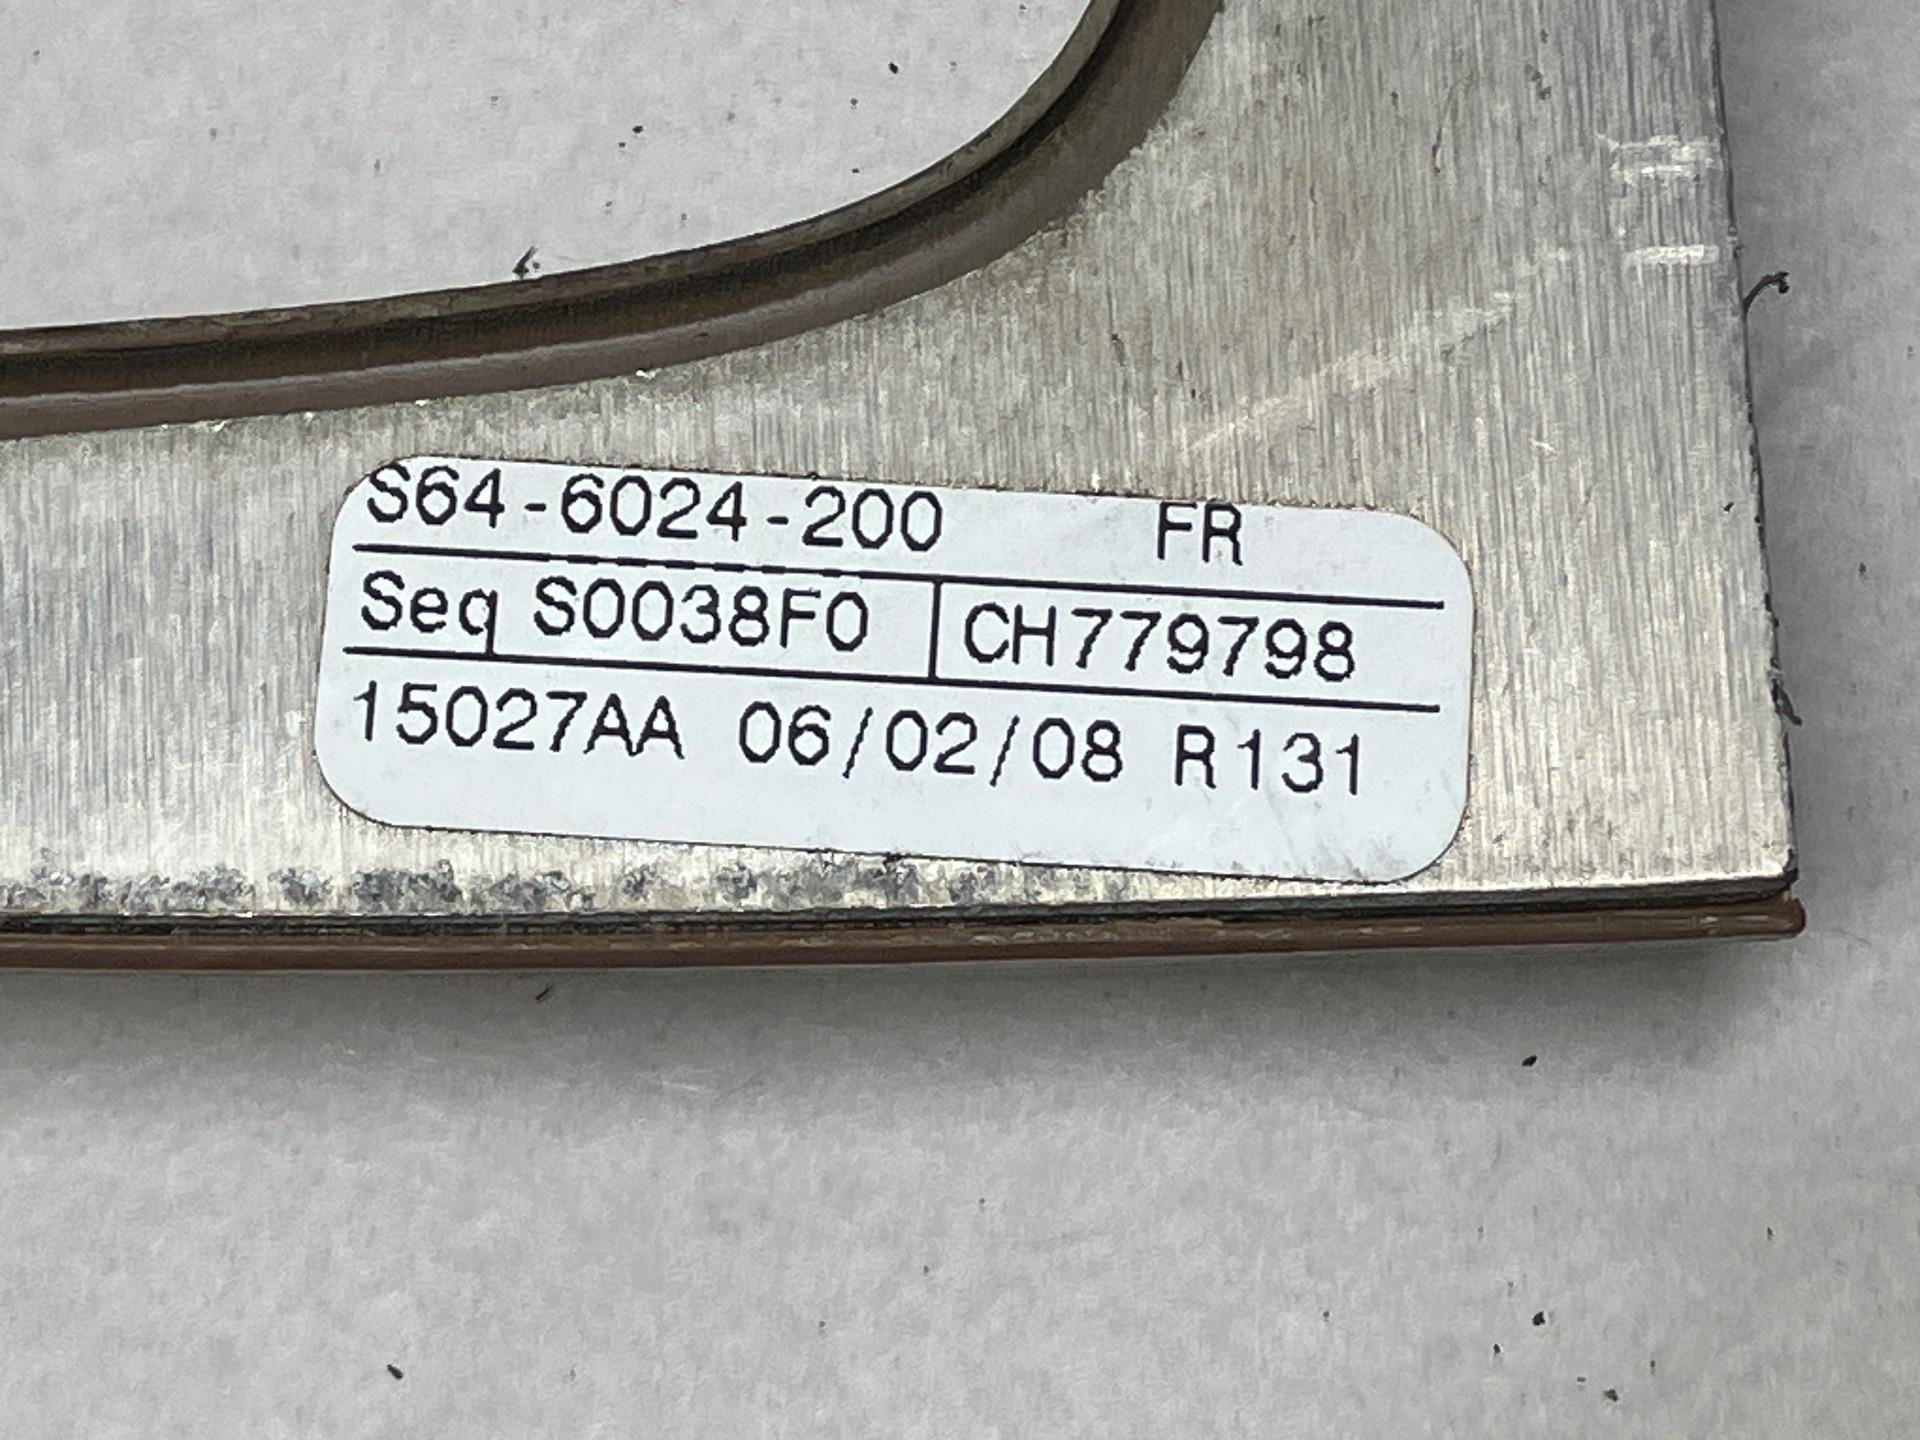 S64-6024-200 FR
Seq S0038F0 CH779798
15027AA 06/02/08 R131